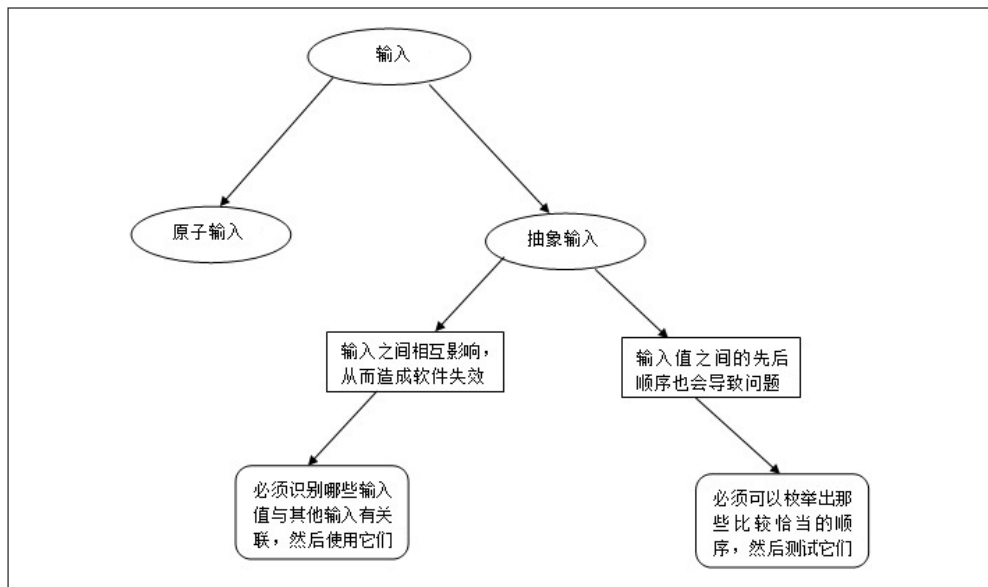 输入
原子输入
抽象输入
输入之间相互影响，
从而造成软件失效
输入值之间的先后
顺序也会导致问题
必须识别哪些输入
值与其他输入有关
联，然后使用它们
必须可以枚举出那
些比较恰当的顺
序，然后测试它们